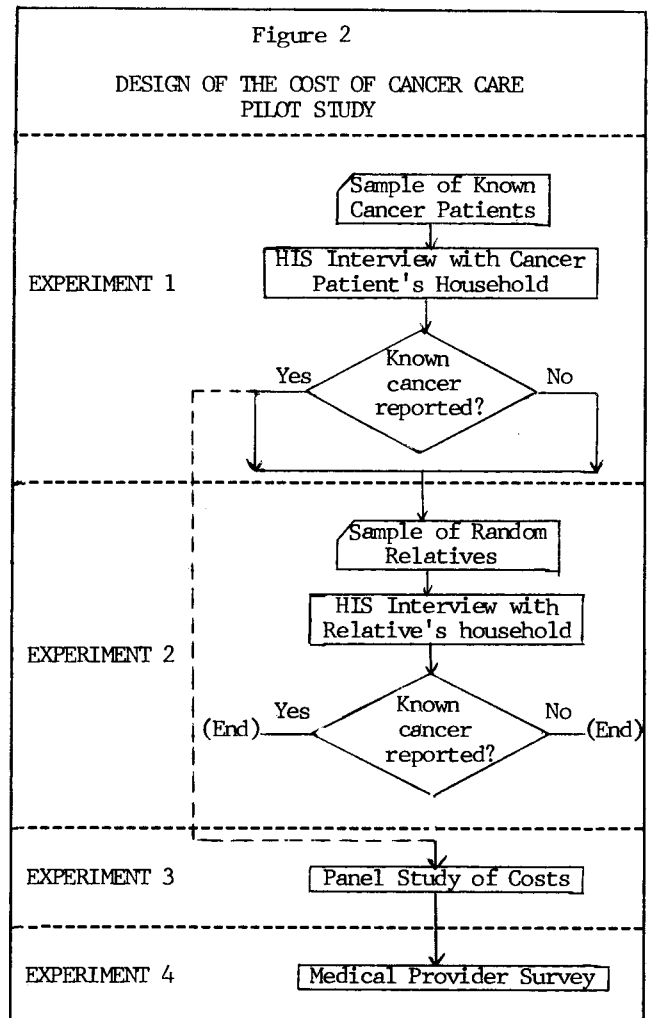 Figure 2
DESIGN OF THE COST OF CANCER CARE
PILOT STUDY
Sample of Known
Cancer Patients
EXPERIMENT 1
HIS Interview with Cancer
Patient's Household
Yes
Known
cancer
reported?
No
Sample of Random
Relatives
HIS Interview with
Relative's household
EXPERIMENT 2
(End)
Yes
Known
cancer
reported?
No
(End)
EXPERIMENT 3
Panel Study of Costs
EXPERIMENT 4
Medical Provider Survey